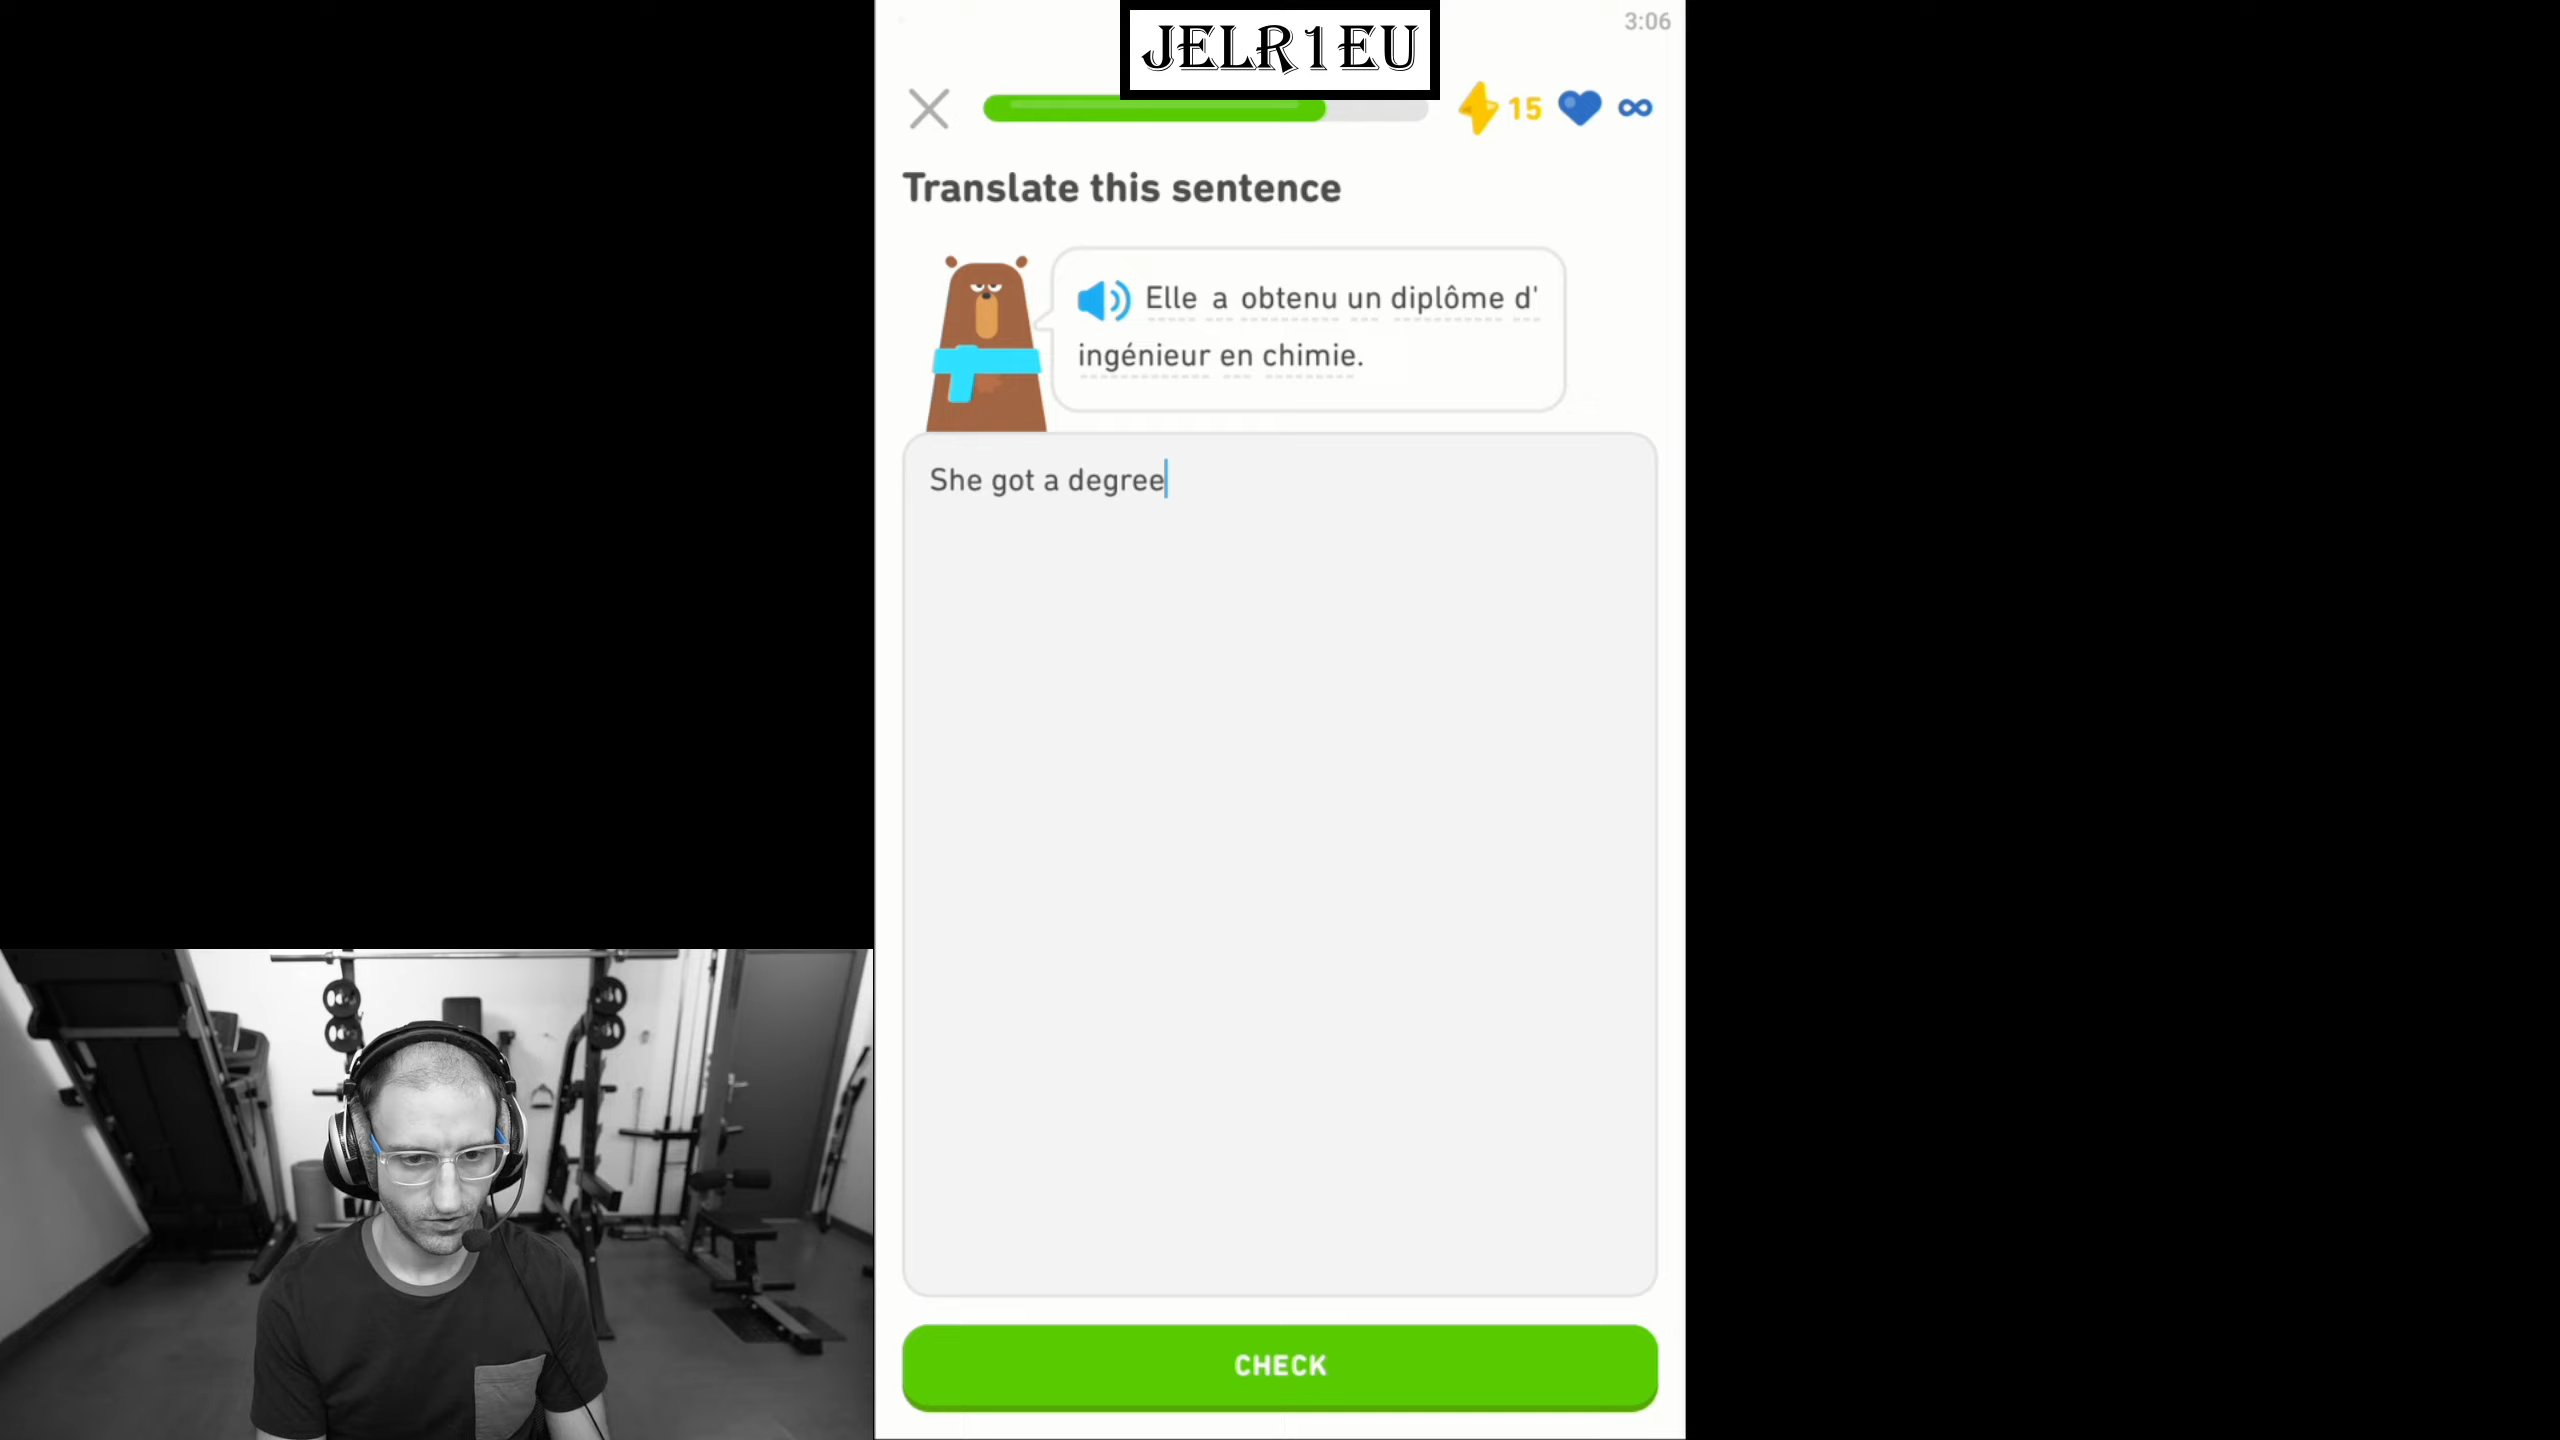 JELR1EU
3:06
15 ∞
Translate this sentence
Elle a obtenu un diplôme d'
ingénieur en chimie.
She got a degree
CHECK